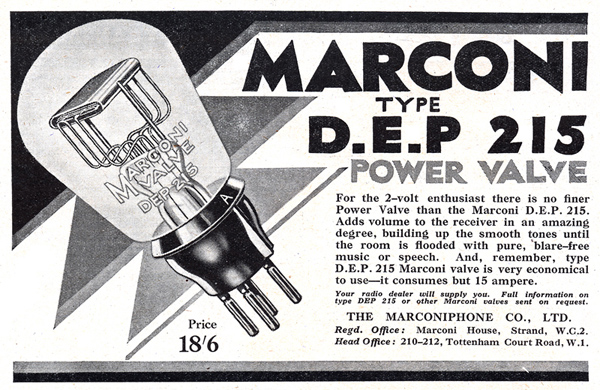 MARCONI
TYPE
D.E.P 215
POWER VALVE
MARCONI
VALVE
DEP 215
A
For the 2-volt enthusiast there is no finer
Power Valve than the Marconi D.E.P. 215.
Adds volume to the receiver in an amazing
degree, building up the smooth tones until
the room is flooded with pure, blare-free
music or speech. And, remember, type
D.E.P. 215 Marconi valve is very economical
to use—it consumes but 15 ampere.
Your radio dealer will supply you. Full information on
type DEP 215 or other Marconi valves sent on request.
THE MARCONIPHONE CO., LTD.
Regd. Office: Marconi House, Strand, W.C.2.
Head Office: 210-212, Tottenham Court Road, W.1.
Price
18/6